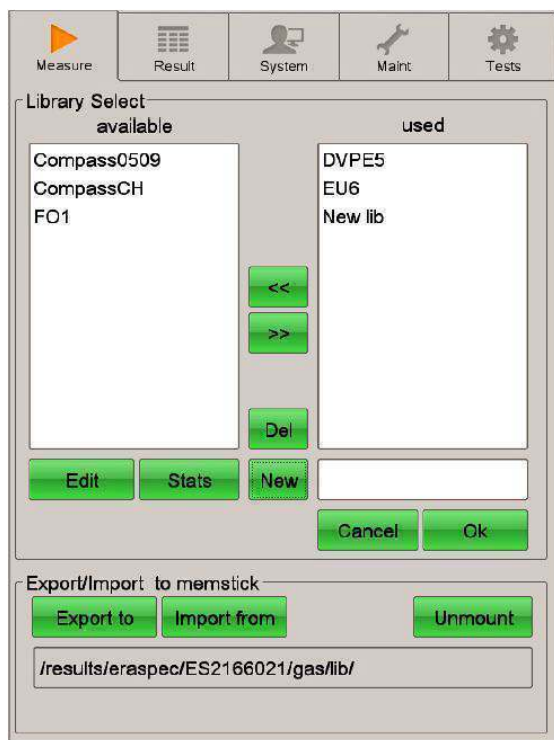 Measure Result System Maint Tests
Library Select
available used
Compass0509 DVPE5
CompassCH EU6
FO1 New lib
<<
>>
Del
Edit Stats New
Cancel Ok
Export/Import to memstick
Export to Import from Unmount
/results/eraspec/ES2166021/gas/lib/